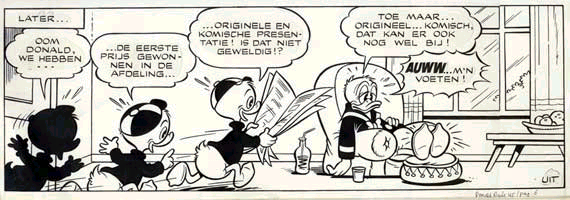 LATER...
OOM
DONALD,
WE HEBBEN
...
...DE EERSTE
PRIJS GEWON-
NEN IN DE
AFDELING...
...ORIGINELE EN
KOMISCHE PRESEN-
TATIE! IS DAT NIET
GEWELDIG!?
TOE MAAR...
ORIGINEEL...KOMISCH,
DAT KAN ER OOK
NOG WEL BIJ!
AUWW...M'N
VOETEN!
UIT